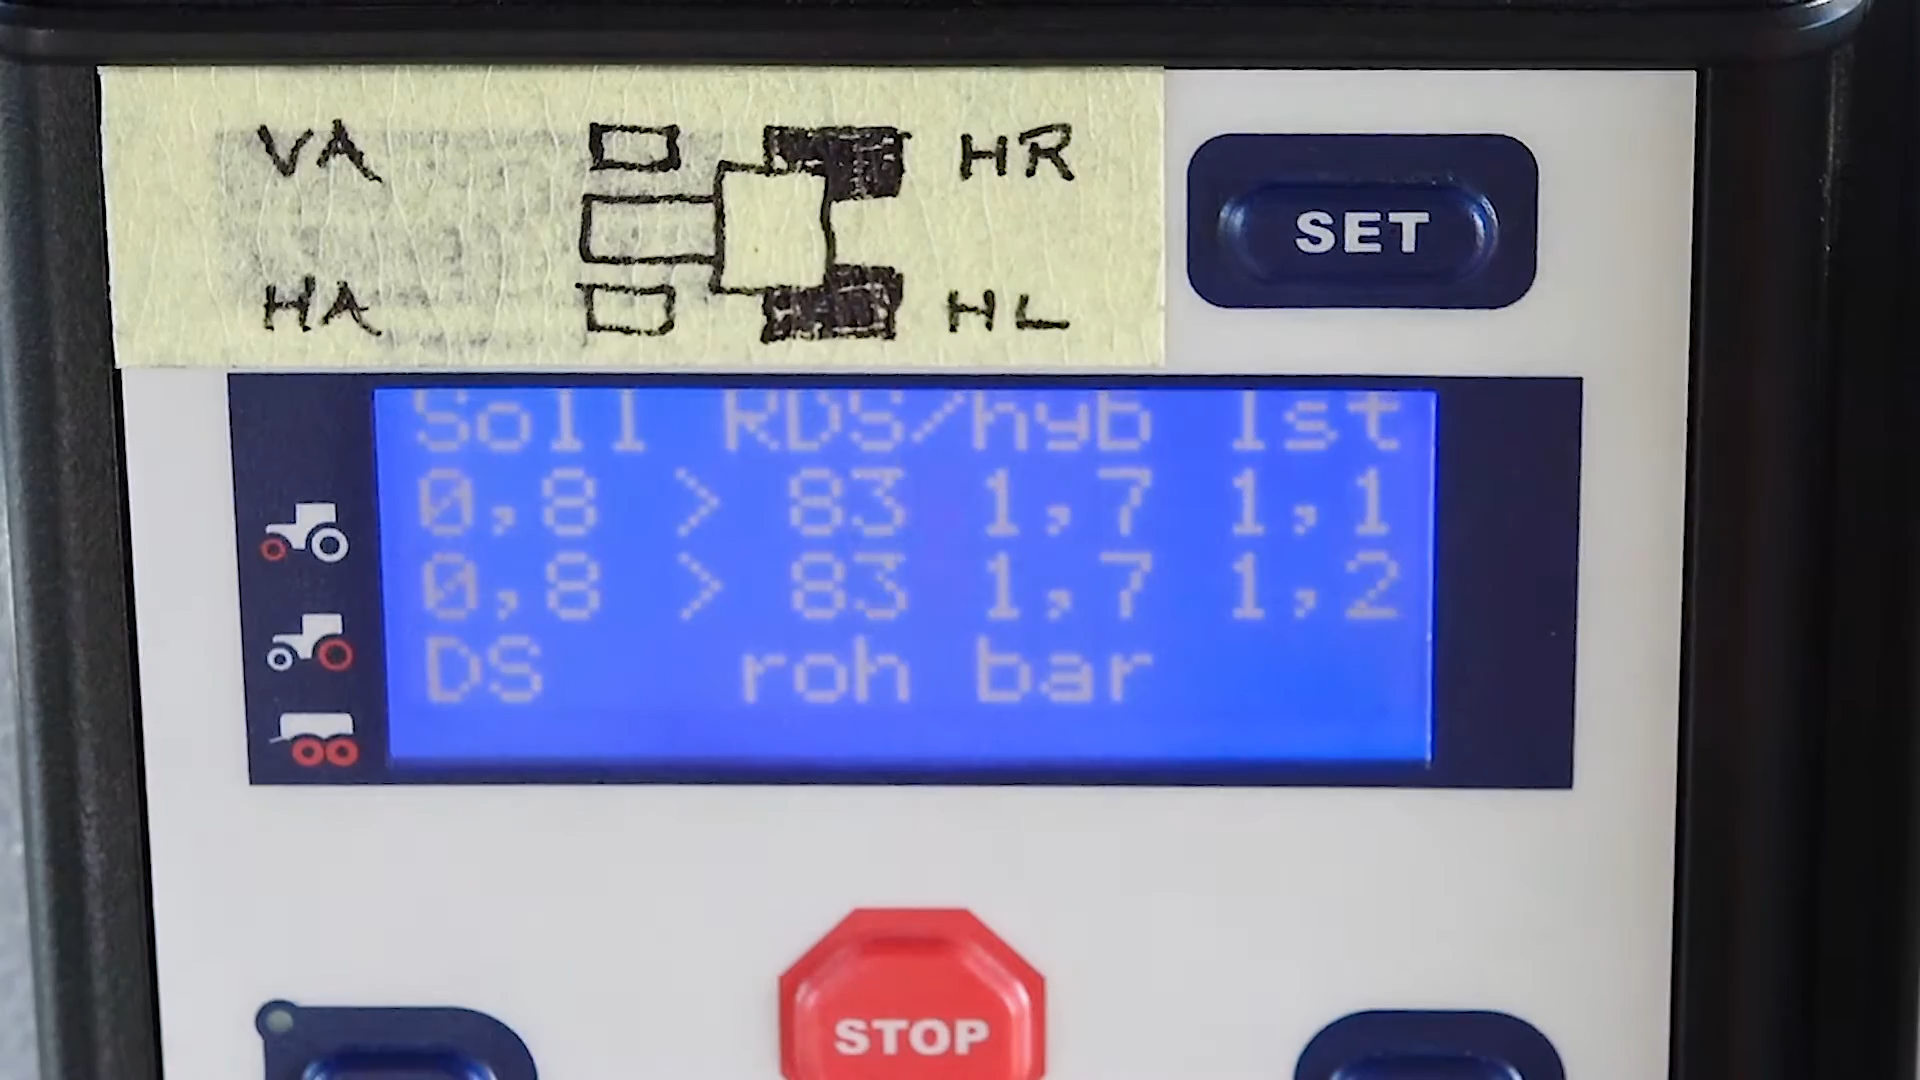 VA HR
HA HL
SET
Soll RDS/hyb Ist
0,8 > 83 1,7 1,1
0,8 > 83 1,7 1,2
DS roh bar
STOP